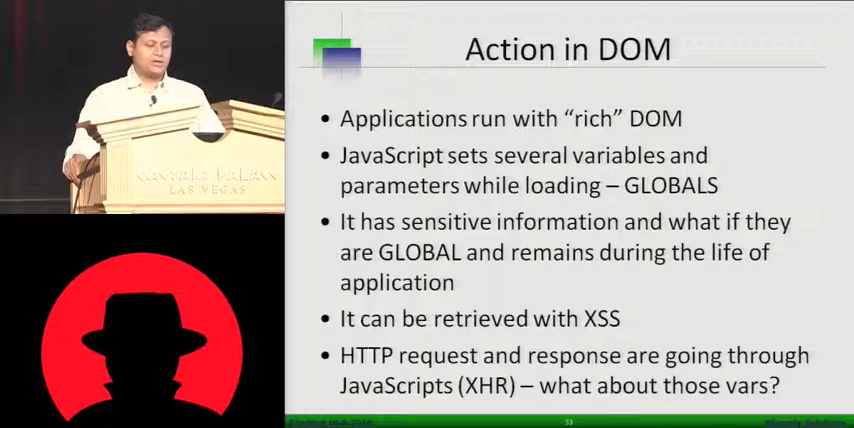 Action in DOM
• Applications run with “rich” DOM
• JavaScript sets several variables and
parameters while loading – GLOBALS
• It has sensitive information and what if they
are GLOBAL and remains during the life of
application
• It can be retrieved with XSS
• HTTP request and response are going through
JavaScripts (XHR) – what about those vars?
LAS VEGAS
33